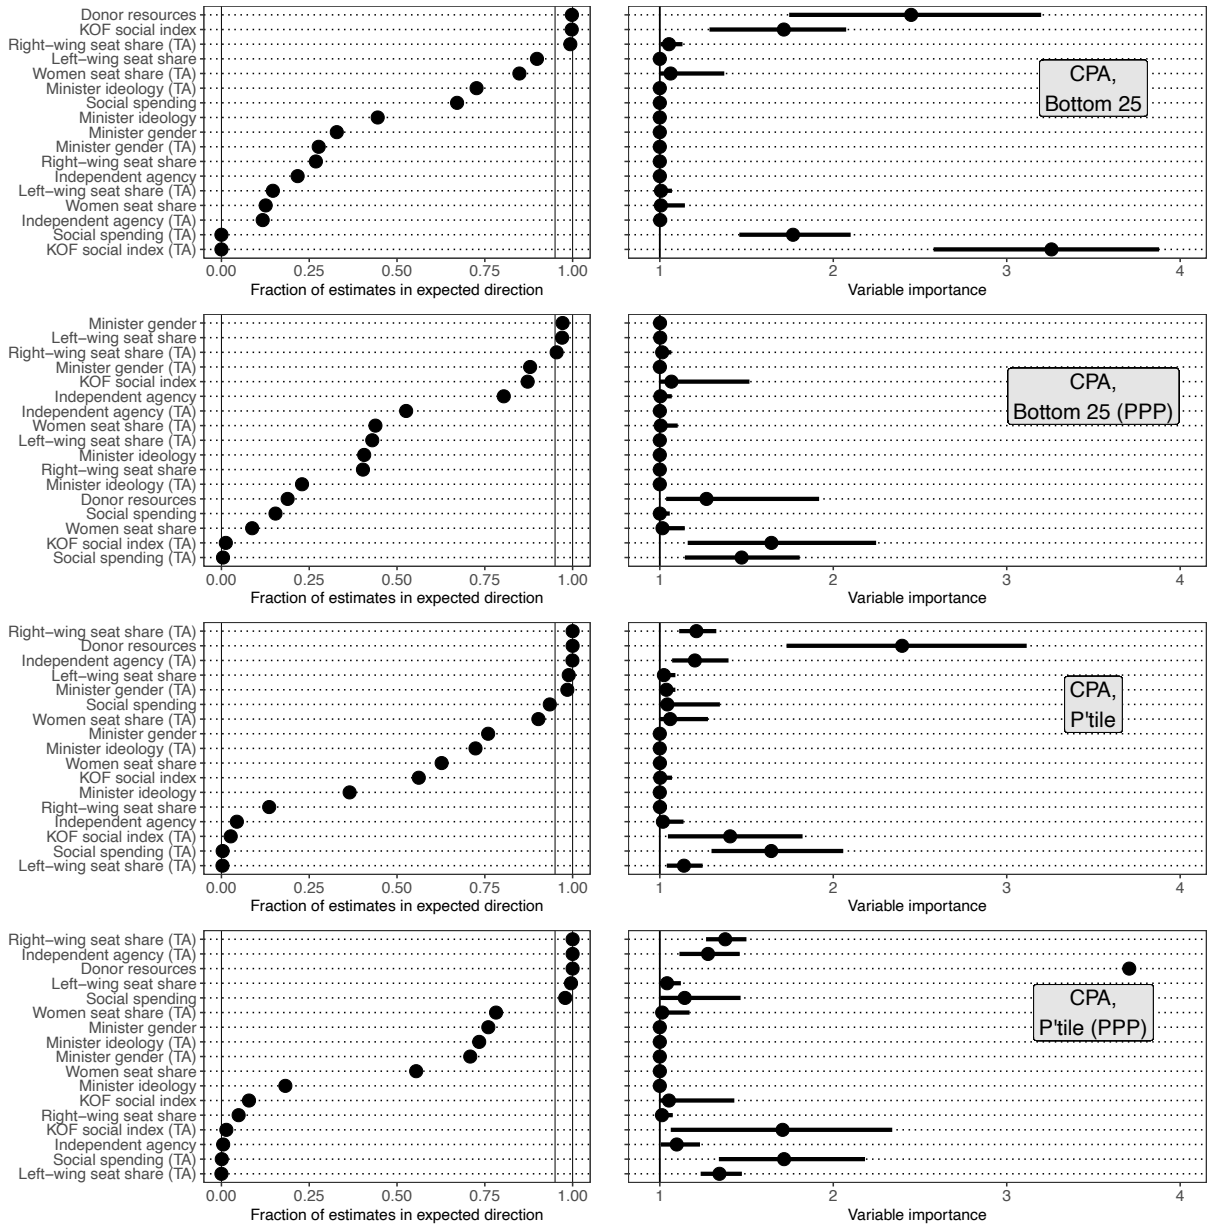 Donor resources
KOF social index
Right−wing seat share (TA)
Left−wing seat share
Women seat share (TA)
Minister ideology (TA)
Social spending
Minister ideology
Minister gender
Minister gender (TA)
Right−wing seat share
Independent agency
Left−wing seat share (TA)
Women seat share
Independent agency (TA)
Social spending (TA)
KOF social index (TA)
0.00 0.25 0.50 0.75 1.00
Fraction of estimates in expected direction
CPA,
Bottom 25
1 2 3 4
Variable importance
Minister gender
Left−wing seat share
Right−wing seat share (TA)
Minister gender (TA)
KOF social index
Independent agency
Independent agency (TA)
Women seat share (TA)
Left−wing seat share (TA)
Minister ideology
Right−wing seat share
Minister ideology (TA)
Donor resources
Social spending
Women seat share
KOF social index (TA)
Social spending (TA)
0.00 0.25 0.50 0.75 1.00
Fraction of estimates in expected direction
CPA,
Bottom 25 (PPP)
1 2 3 4
Variable importance
Right−wing seat share (TA)
Donor resources
Independent agency (TA)
Left−wing seat share
Minister gender (TA)
Social spending
Women seat share (TA)
Minister gender
Minister ideology (TA)
Women seat share
KOF social index
Minister ideology
Right−wing seat share
Independent agency
KOF social index (TA)
Social spending (TA)
Left−wing seat share (TA)
0.00 0.25 0.50 0.75 1.00
Fraction of estimates in expected direction
CPA,
P'tile
1 2 3 4
Variable importance
Right−wing seat share (TA)
Independent agency (TA)
Donor resources
Left−wing seat share
Social spending
Women seat share (TA)
Minister gender
Minister ideology (TA)
Minister gender (TA)
Women seat share
Minister ideology
KOF social index
Right−wing seat share
KOF social index (TA)
Independent agency
Social spending (TA)
Left−wing seat share (TA)
0.00 0.25 0.50 0.75 1.00
Fraction of estimates in expected direction
CPA,
P'tile (PPP)
1 2 3 4
Variable importance